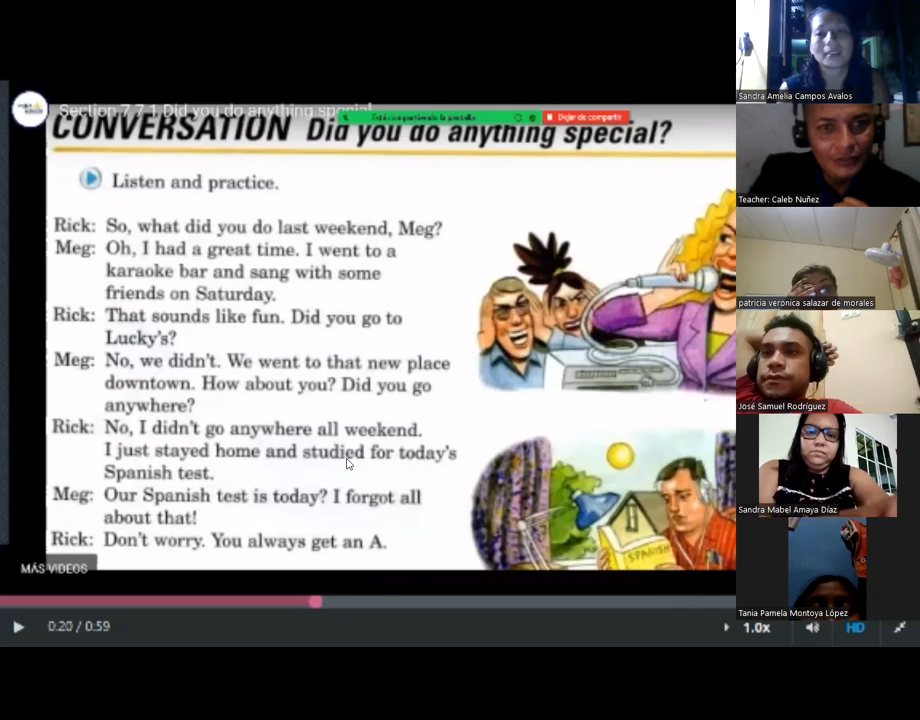 Section 7 7 1 Did you do anything special
Está compartiendo la pantalla
Dejar de compartir
CONVERSATION Did you do anything special?
Listen and practice.
Rick: So, what did you do last weekend, Meg?
Meg: Oh, I had a great time. I went to a
karaoke bar and sang with some
friends on Saturday.
Rick: That sounds like fun. Did you go to
Lucky's?
Meg: No, we didn't. We went to that new place
downtown. How about you? Did you go
anywhere?
Rick: No, I didn't go anywhere all weekend.
I just stayed home and studied for today's
Spanish test.
Meg: Our Spanish test is today? I forgot all
about that!
Rick: Don't worry. You always get an A.
SPANISH
MÁS VIDEOS
0:20 / 0:59
1.0x
HD
Sandra Amelia Campos Avalos
Teacher: Caleb Nuñez
patricia veronica salazar de morales
José Samuel Rodríguez
Sandra Mabel Amaya Díaz
Tania Pamela Montoya López